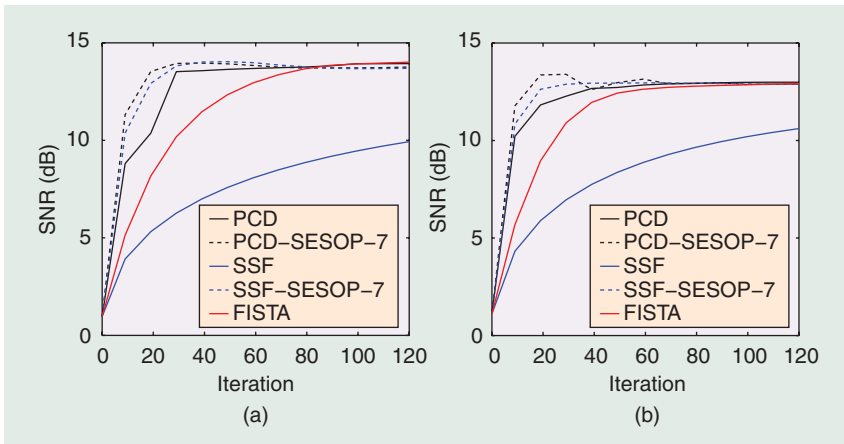 15
10
5
0
SNR (dB)
PCD
PCD-SESOP-7
SSF
SSF-SESOP-7
FISTA
0 20 40 60 80 100 120
Iteration
(a)
15
10
5
0
SNR (dB)
PCD
PCD-SESOP-7
SSF
SSF-SESOP-7
FISTA
0 20 40 60 80 100 120
Iteration
(b)